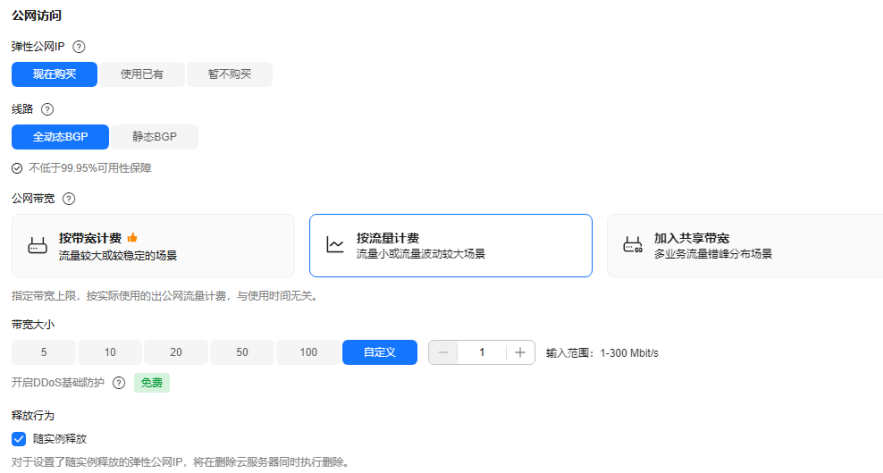 公网访问
弹性公网IP
现在购买 使用已有 暂不购买
线路
全动态BGP 静态BGP
不低于99.95%可用性保障
公网带宽
按带宽计费 按流量计费 加入共享带宽
流量较大或较稳定的场景 流量小或流量波动较大场景 多业务流量错峰分布场景
指定带宽上限，按实际使用的出公网流量计费，与使用时间无关。
带宽大小
5 10 20 50 100 自定义 − 1 + 输入范围：1-300 Mbit/s
开启DDoS基础防护 免费
释放行为
随实例释放
对于设置了随实例释放的弹性公网IP，将在删除云服务器同时执行删除。